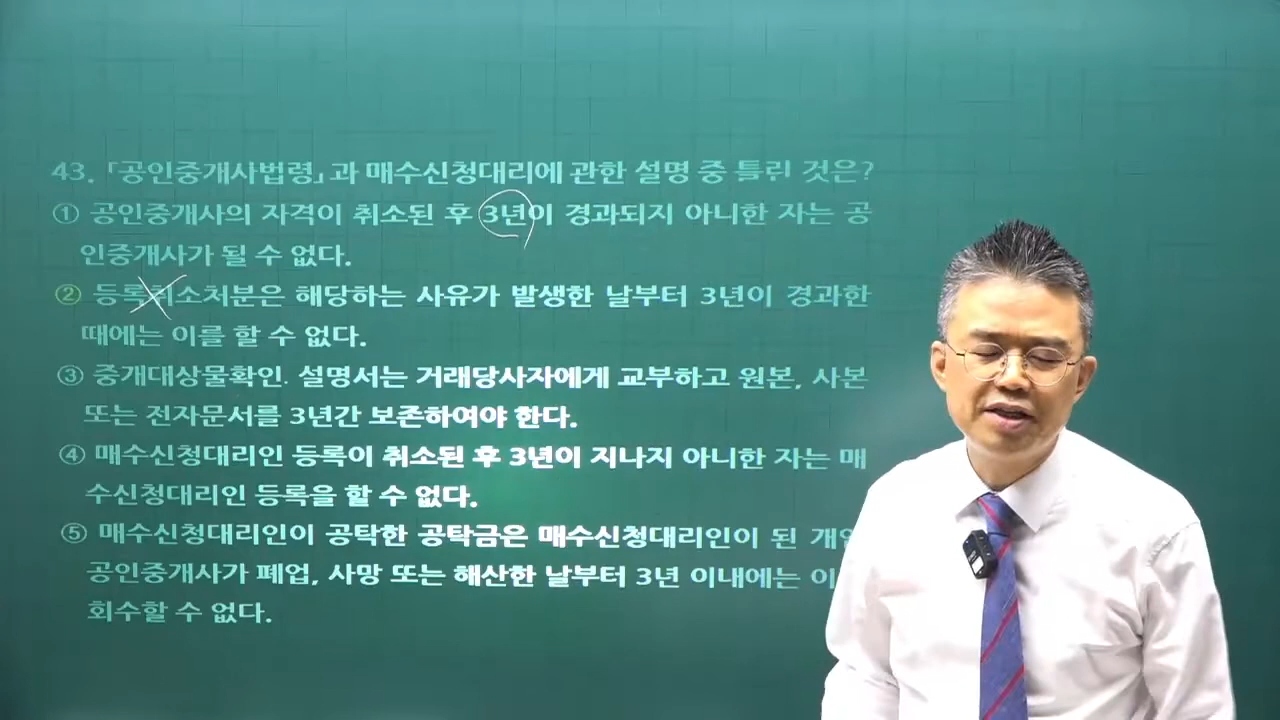 43. 「공인중개사법령」과 매수신청대리에 관한 설명 중 틀린 것은?
① 공인중개사의 자격이 취소된 후 3년이 경과되지 아니한 자는 공
인중개사가 될 수 없다.
② 등록취소처분은 해당하는 사유가 발생한 날부터 3년이 경과한
때에는 이를 할 수 없다.
③ 중개대상물확인. 설명서는 거래당사자에게 교부하고 원본, 사본
또는 전자문서를 3년간 보존하여야 한다.
④ 매수신청대리인 등록이 취소된 후 3년이 지나지 아니한 자는 매
수신청대리인 등록을 할 수 없다.
⑤ 매수신청대리인이 공탁한 공탁금은 매수신청대리인이 된 개업
공인중개사가 폐업, 사망 또는 해산한 날부터 3년 이내에는 이
회수할 수 없다.